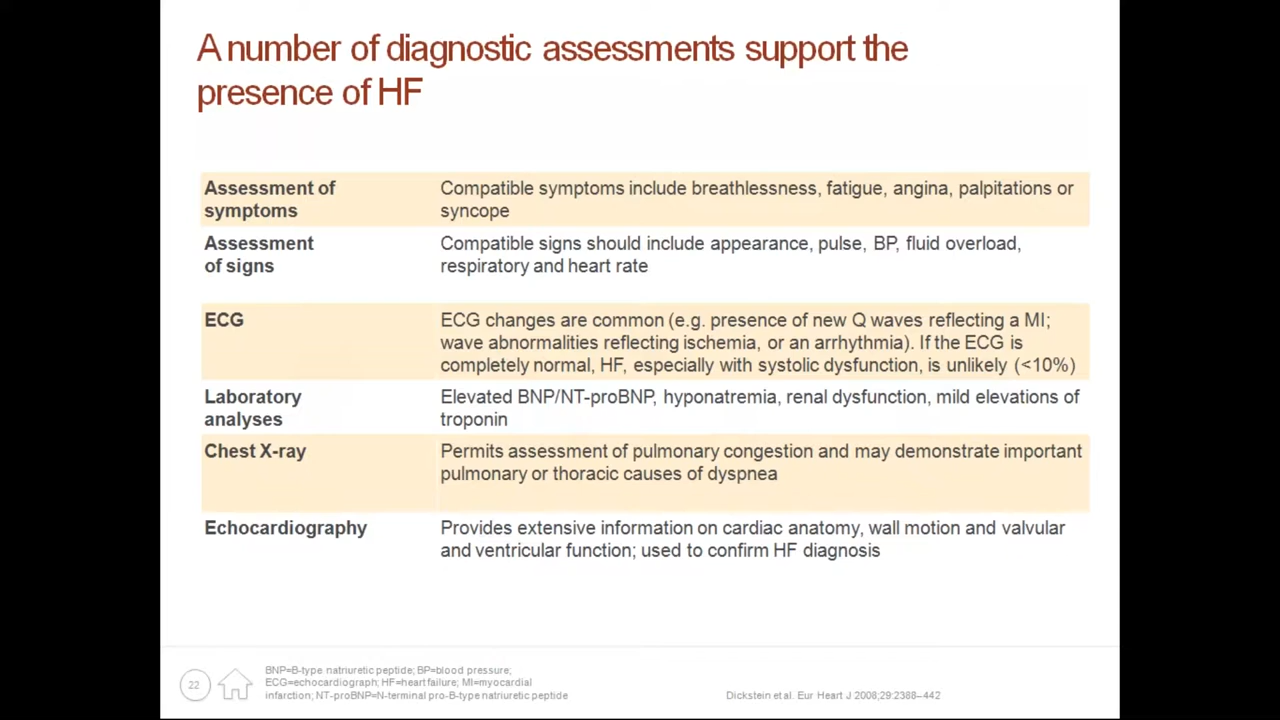 A number of diagnostic assessments support the
presence of HF
Assessment of
symptoms
Compatible symptoms include breathlessness, fatigue, angina, palpitations or
syncope
Assessment
of signs
Compatible signs should include appearance, pulse, BP, fluid overload,
respiratory and heart rate
ECG
ECG changes are common (e.g. presence of new Q waves reflecting a MI;
wave abnormalities reflecting ischemia, or an arrhythmia). If the ECG is
completely normal, HF, especially with systolic dysfunction, is unlikely (<10%)
Laboratory
analyses
Elevated BNP/NT-proBNP, hyponatremia, renal dysfunction, mild elevations of
troponin
Chest X-ray
Permits assessment of pulmonary congestion and may demonstrate important
pulmonary or thoracic causes of dyspnea
Echocardiography
Provides extensive information on cardiac anatomy, wall motion and valvular
and ventricular function; used to confirm HF diagnosis
22
BNP=B-type natriuretic peptide; BP=blood pressure;
ECG=echocardiograph; HF=heart failure; MI=myocardial
infarction; NT-proBNP=N-terminal pro-B-type natriuretic peptide
Dickstein et al. Eur Heart J 2008;29:2388–442